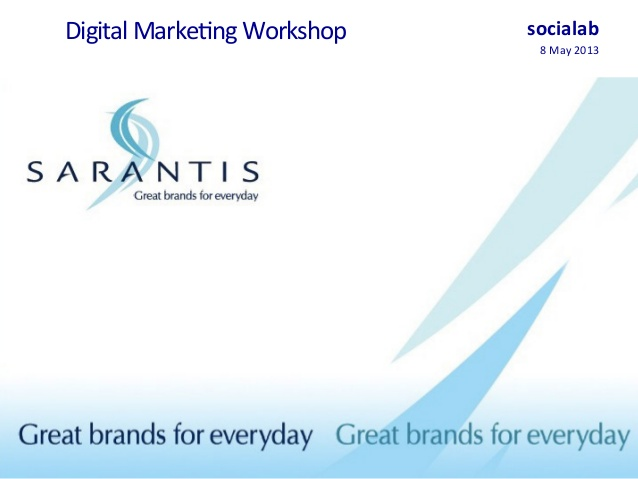 Digital Marketing Workshop
socialab
8 May 2013
SARANTIS
Great brands for everyday
Great brands for everyday Great brands for everyday